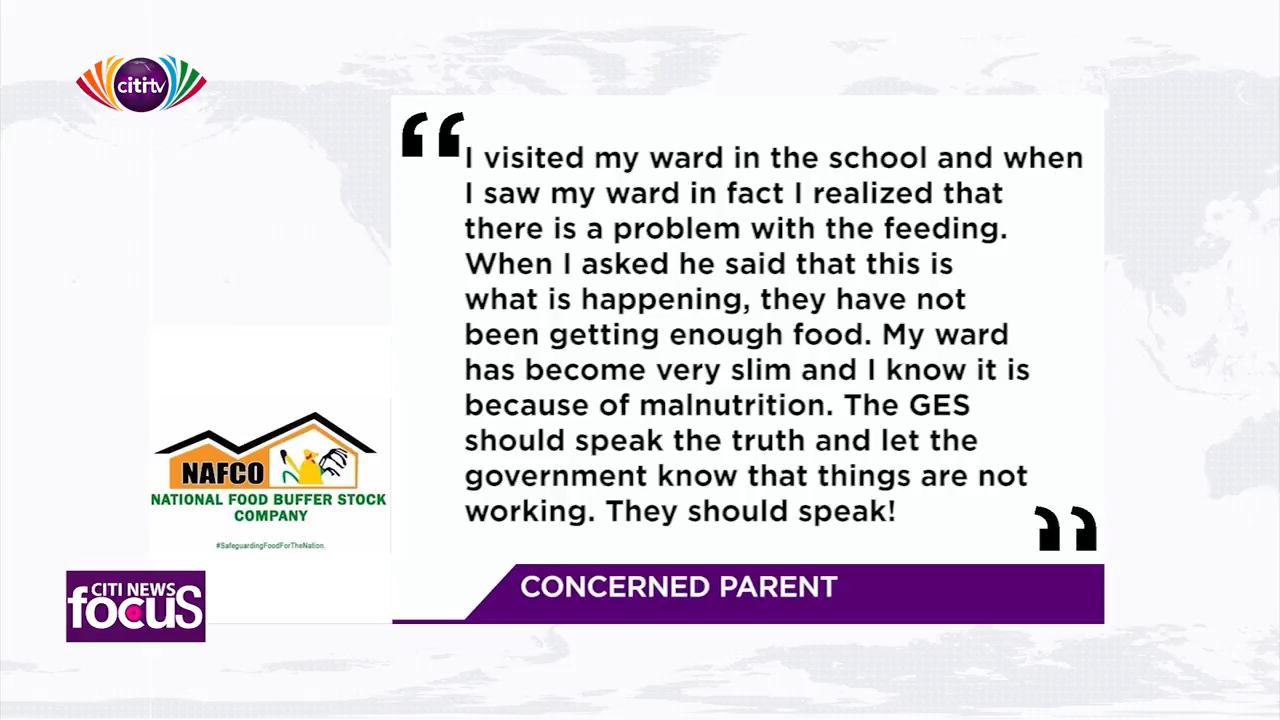 citi tv
“I visited my ward in the school and when
I saw my ward in fact I realized that
there is a problem with the feeding.
When I asked he said that this is
what is happening, they have not
been getting enough food. My ward
has become very slim and I know it is
because of malnutrition. The GES
should speak the truth and let the
government know that things are not
working. They should speak!”
NAFCO
NATIONAL FOOD BUFFER STOCK
COMPANY
#SafeguardingFoodForTheNation.
CITI NEWS
focus
CONCERNED PARENT